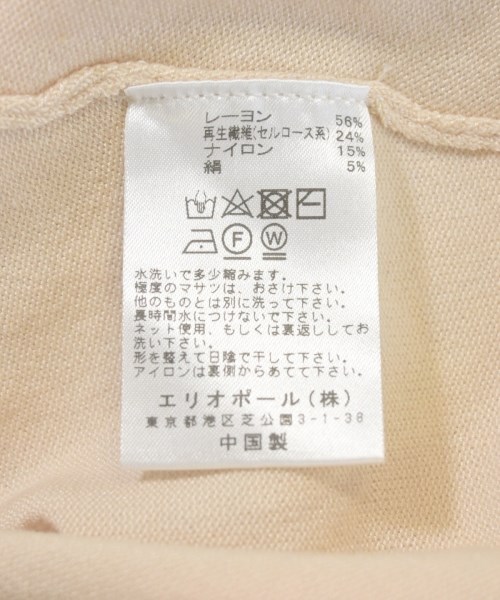 レーヨン 56%
再生繊維(セルロース系) 24%
ナイロン 15%
絹 5%
F W
水洗いで多少縮みます。
極度のマサツは、おさけ下さい。
他のものとは別に洗って下さい。
長時間水につけないで下さい。
ネット使用、もしくは裏返ししてお
洗い下さい。
形を整えて日陰で干して下さい。
アイロンは裏側からあてて下さい。
エリオポール(株)
東京都港区芝公園3-1-38
中国製